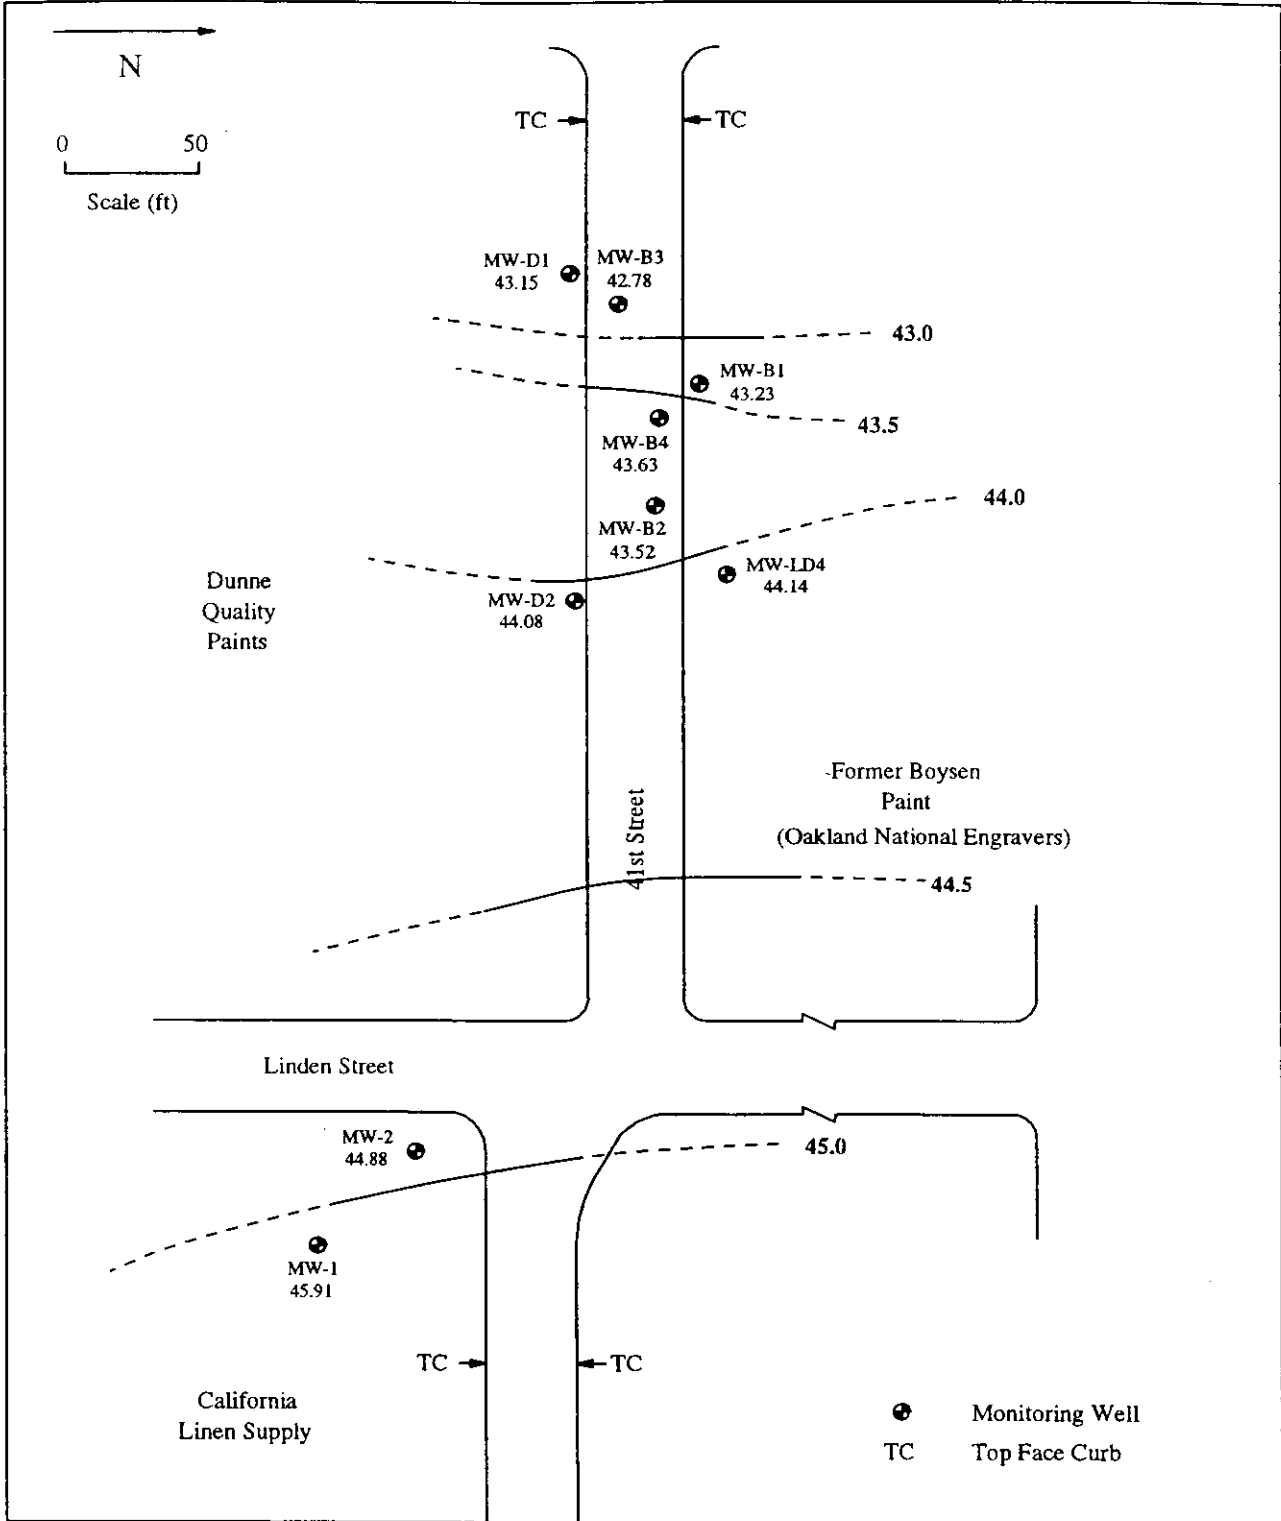 N
0 50
Scale (ft)
TC TC
MW-D1
43.15
MW-B3
42.78
43.0
MW-B1
43.23
43.5
MW-B4
43.63
44.0
MW-B2
43.52
MW-LD4
44.14
MW-D2
44.08
Dunne
Quality
Paints
41st Street
Former Boysen
Paint
(Oakland National Engravers)
44.5
Linden Street
MW-2
44.88
45.0
MW-1
45.91
TC TC
California
Linen Supply
Monitoring Well
TC Top Face Curb